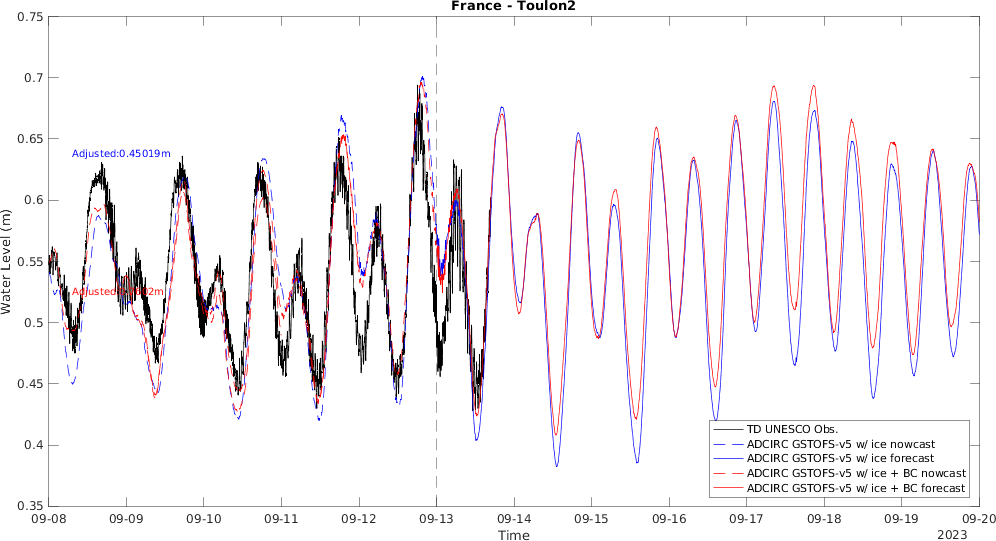 France - Toulon2
0.75
0.7
0.65
0.6
0.55
0.5
0.45
0.4
0.35
Water Level (m)
Adjusted:0.45019m
TD UNESCO Obs.
ADCIRC GSTOFS-v5 w/ ice nowcast
ADCIRC GSTOFS-v5 w/ ice forecast
ADCIRC GSTOFS-v5 w/ ice + BC nowcast
ADCIRC GSTOFS-v5 w/ ice + BC forecast
09-08 09-09 09-10 09-11 09-12 09-13 09-14 09-15 09-16 09-17 09-18 09-19 09-20
Time
2023